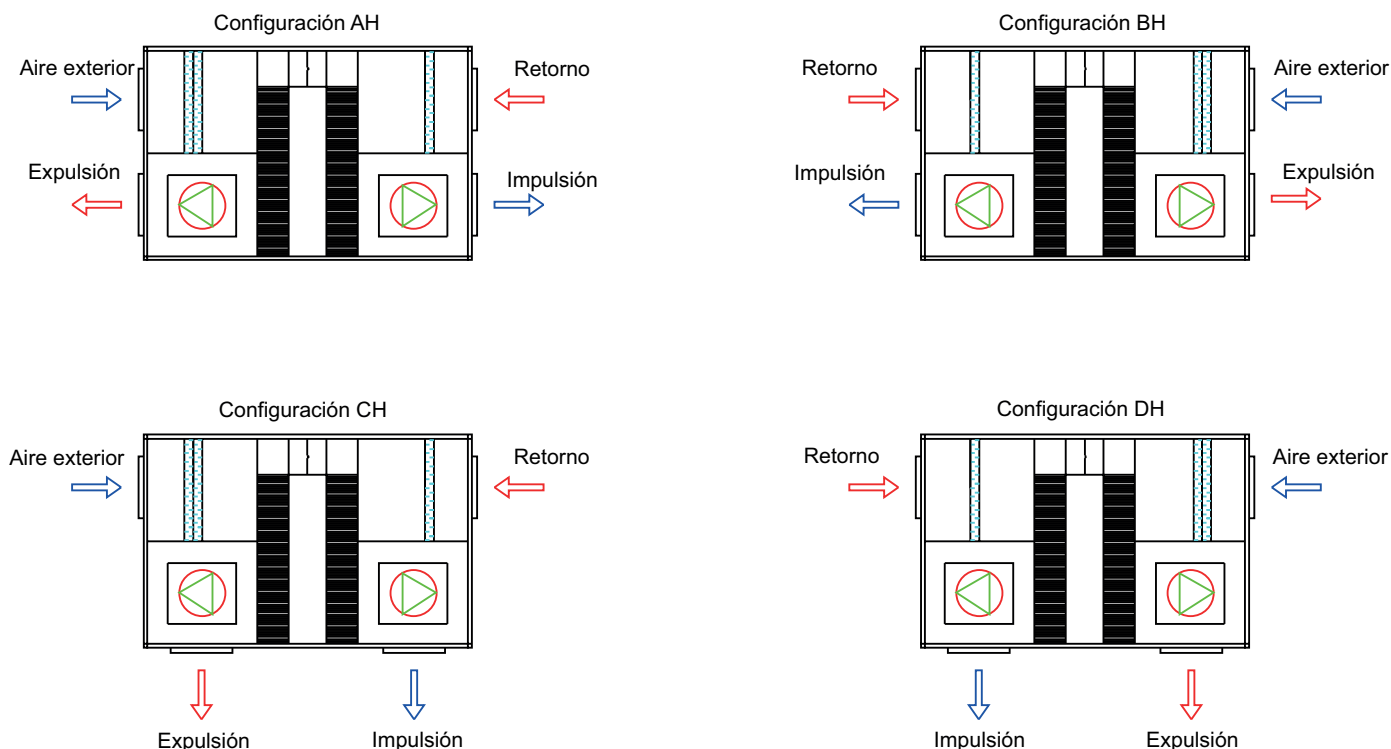 Configuración AH
Aire exterior
Retorno
Expulsión
Impulsión
Configuración BH
Retorno
Aire exterior
Impulsión
Expulsión
Configuración CH
Aire exterior
Retorno
Expulsión
Impulsión
Configuración DH
Retorno
Aire exterior
Impulsión
Expulsión